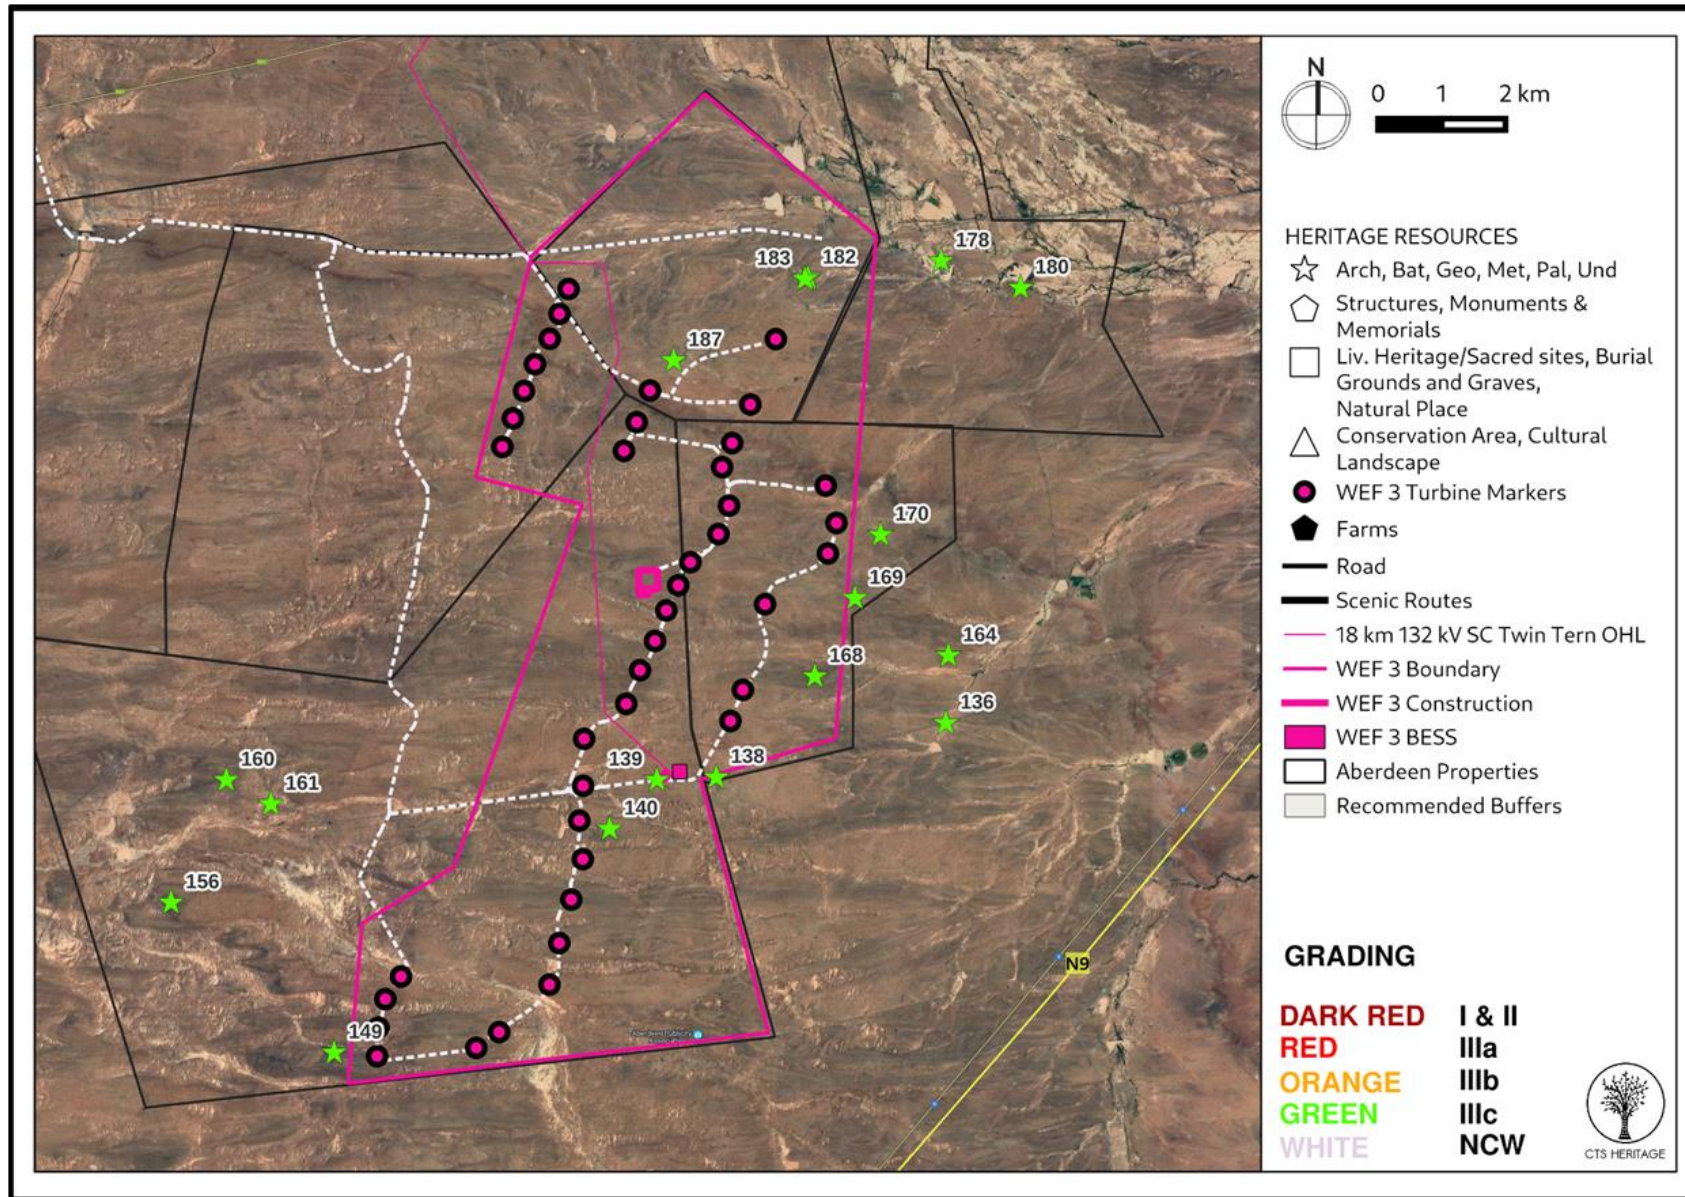 183
182
178
180
187
170
169
164
168
136
139
138
160
161
140
156
N9
149
N
0 1 2 km
HERITAGE RESOURCES
Arch, Bat, Geo, Met, Pal, Und
Structures, Monuments &
Memorials
Liv. Heritage/Sacred sites, Burial
Grounds and Graves,
Natural Place
Conservation Area, Cultural
Landscape
WEF 3 Turbine Markers
Farms
Road
Scenic Routes
18 km 132 kV SC Twin Tern OHL
WEF 3 Boundary
WEF 3 Construction
WEF 3 BESS
Aberdeen Properties
Recommended Buffers
GRADING
DARK RED I & II
RED IIIa
ORANGE IIIb
GREEN IIIc
WHITE NCW
CTS HERITAGE